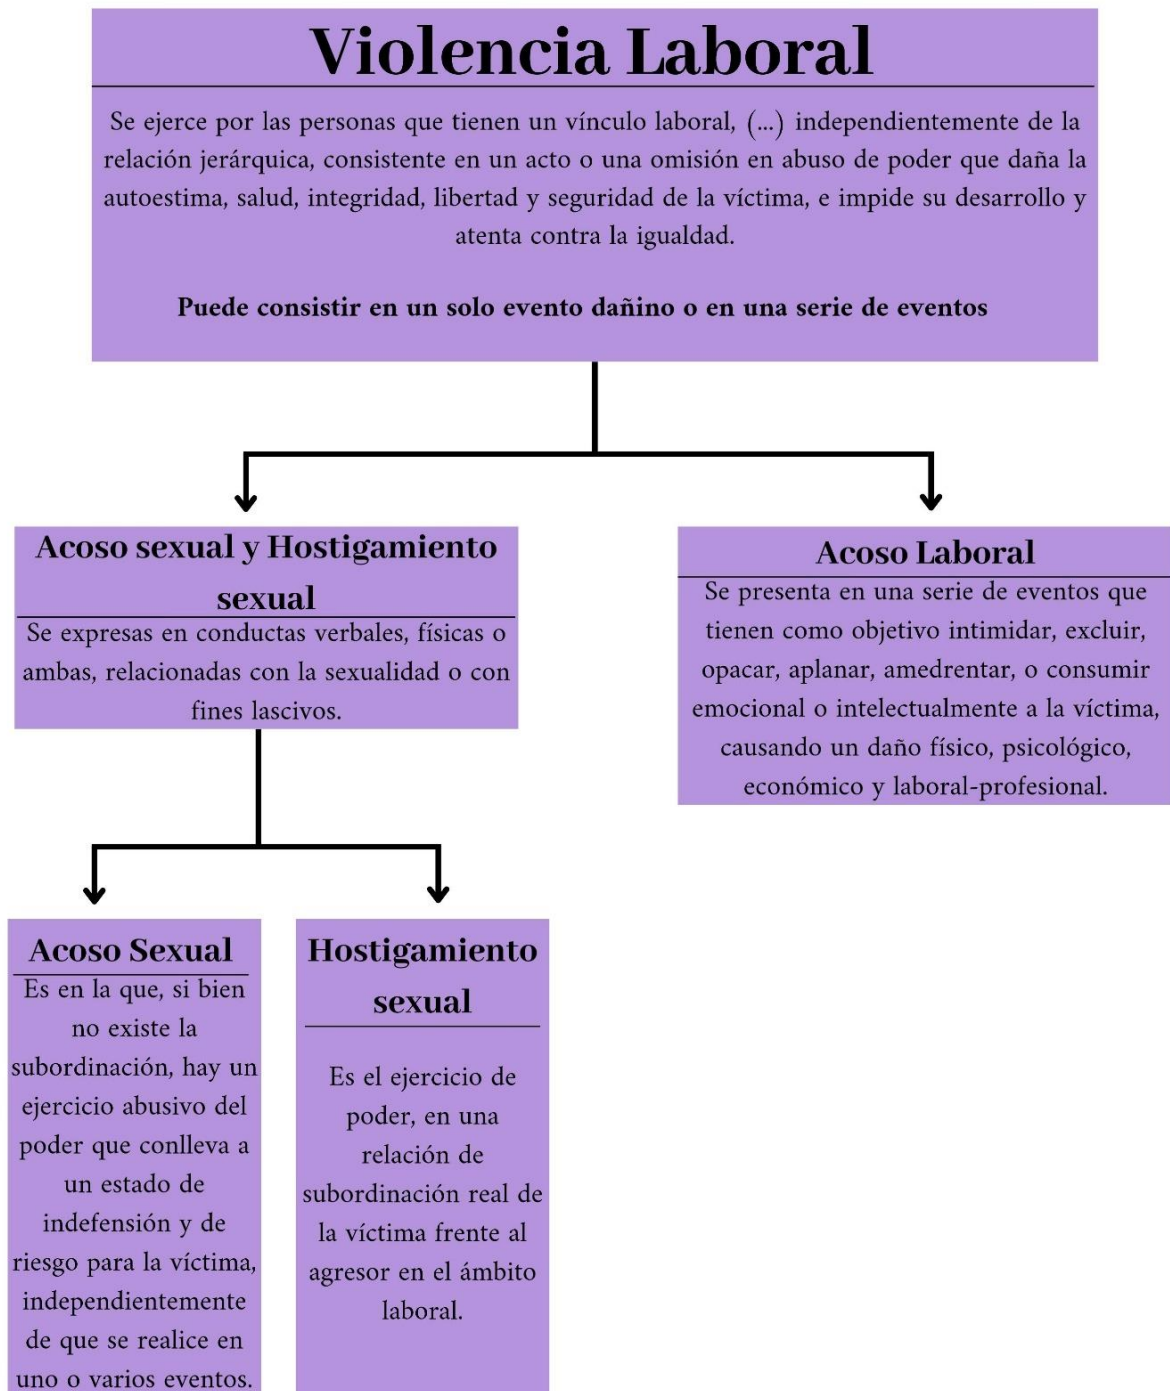 Violencia Laboral
Se ejerce por las personas que tienen un vínculo laboral, (...) independientemente de la
relación jerárquica, consistente en un acto o una omisión en abuso de poder que daña la
autoestima, salud, integridad, libertad y seguridad de la víctima, e impide su desarrollo y
atenta contra la igualdad.
Puede consistir en un solo evento dañino o en una serie de eventos
Acoso sexual y Hostigamiento
sexual
Se expresas en conductas verbales, físicas o
ambas, relacionadas con la sexualidad o con
fines lascivos.
Acoso Laboral
Se presenta en una serie de eventos que
tienen como objetivo intimidar, excluir,
opacar, aplanar, amedrentar, o consumir
emocional o intelectualmente a la víctima,
causando un daño físico, psicológico,
económico y laboral-profesional.
Acoso Sexual
Es en la que, si bien
no existe la
subordinación, hay un
ejercicio abusivo del
poder que conlleva a
un estado de
indefensión y de
riesgo para la víctima,
independientemente
de que se realice en
uno o varios eventos.
Hostigamiento
sexual
Es el ejercicio de
poder, en una
relación de
subordinación real de
la víctima frente al
agresor en el ámbito
laboral.